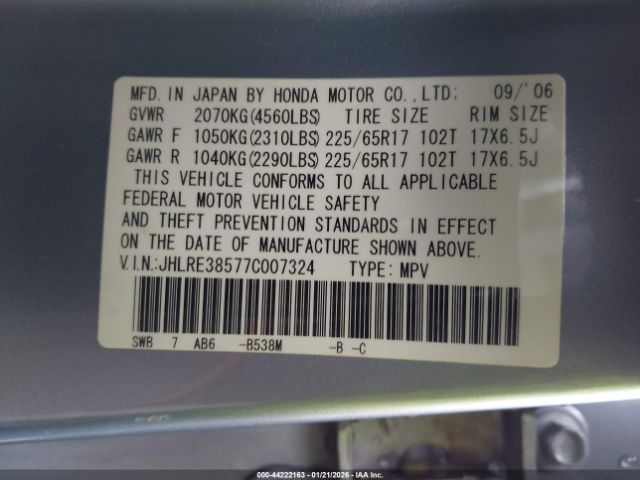 MFD. IN JAPAN BY HONDA MOTOR CO., LTD: 09/'06
GVWR 2070KG(4560LBS) TIRE SIZE RIM SIZE
GAWR F 1050KG(2310LBS) 225/65R17 102T 17X6.5J
GAWR R 1040KG(2290LBS) 225/65R17 102T 17X6.5J
THIS VEHICLE CONFORMS TO ALL APPLICABLE
FEDERAL MOTOR VEHICLE SAFETY
AND THEFT PREVENTION STANDARDS IN EFFECT
ON THE DATE OF MANUFACTURE SHOWN ABOVE.
V.I.N.:JHLRE38577C007324 TYPE: MPV
SWB 7 AB6 -B538M -B -C
000-44222163 - 01/21/2026 - IAA Inc.